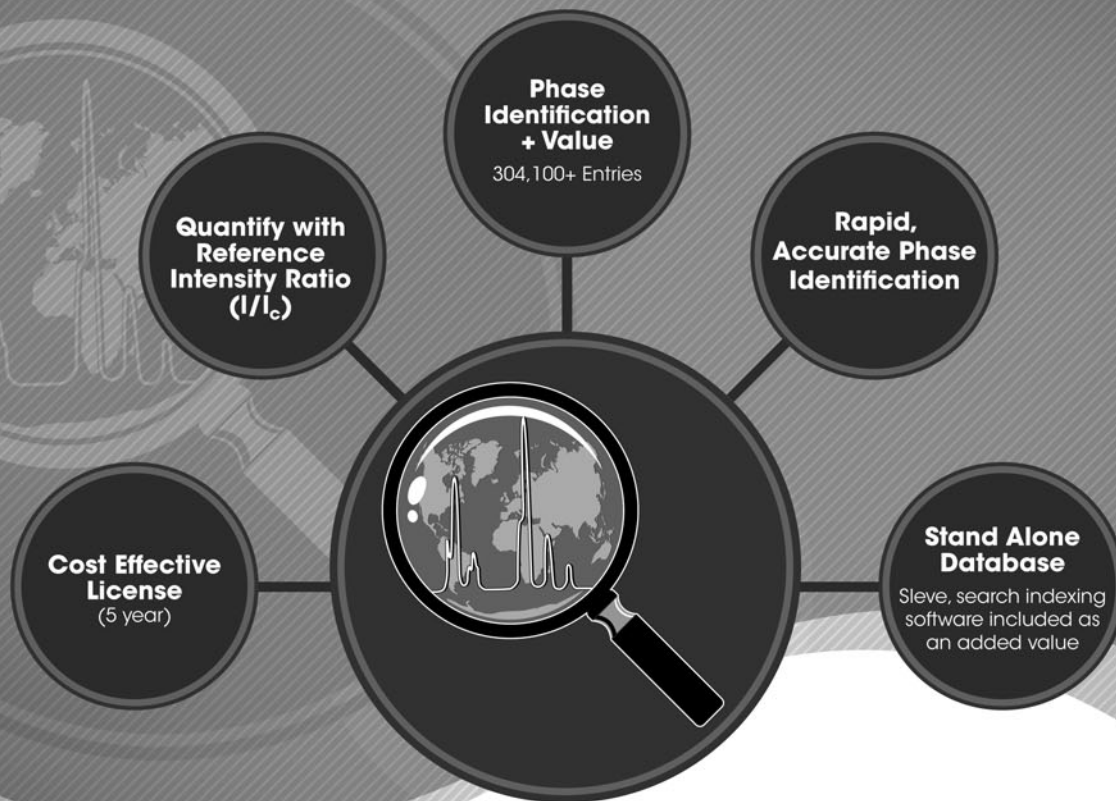 Phase
Identification
+ Value
304,100+ Entries
Quantify with
Reference
Intensity Ratio
(I/Ic)
Rapid,
Accurate Phase
Identification
Cost Effective
License
(5 year)
Stand Alone
Database
Sleve, search indexing
software included as
an added value